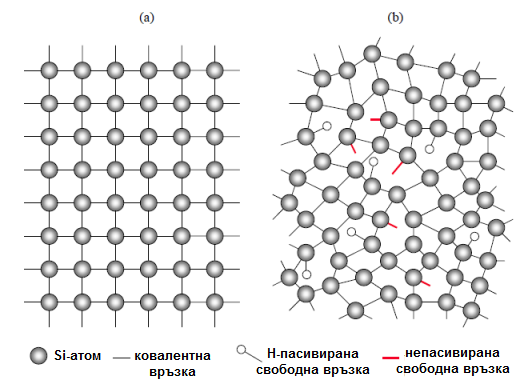 (a) (b)
Si-атом ковалентна връзка Н-пасивирана свободна връзка непасивирана свободна връзка